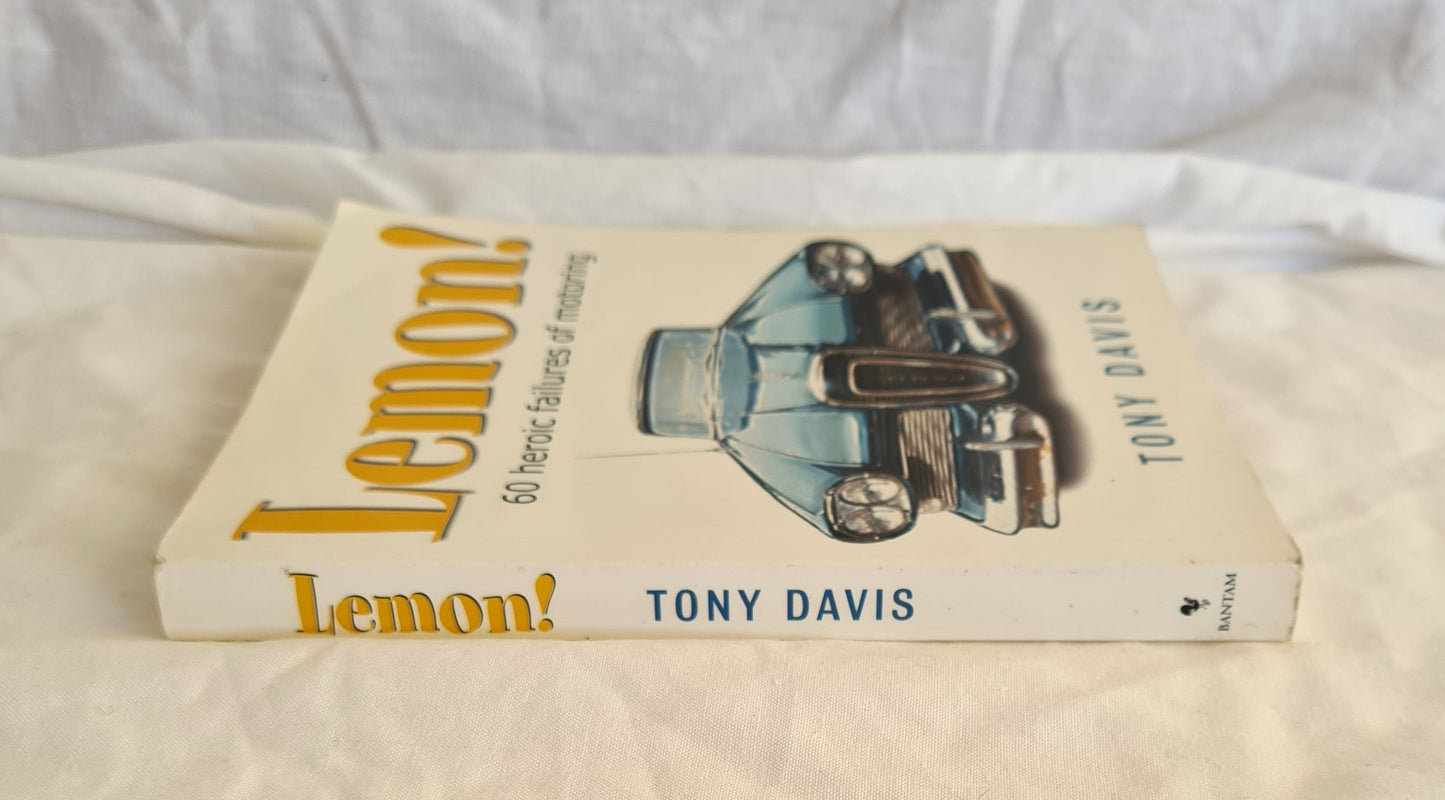 Lemon!
60 heroic failures of motoring
TONY DAVIS
Lemon! TONY DAVIS BANTAM